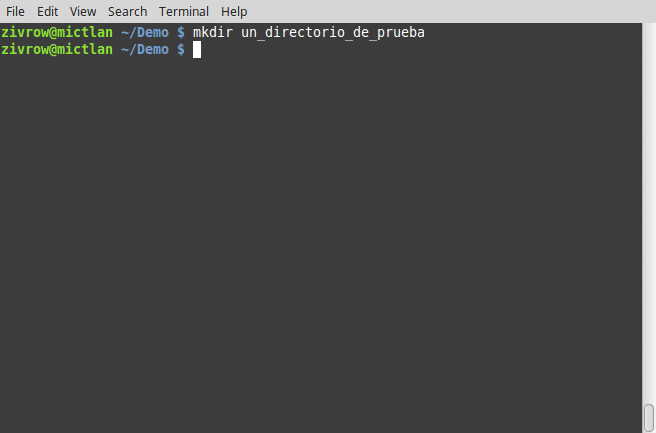 File Edit View Search Terminal Help
zivrow@mictlan ~/Demo $ mkdir un_directorio_de_prueba
zivrow@mictlan ~/Demo $